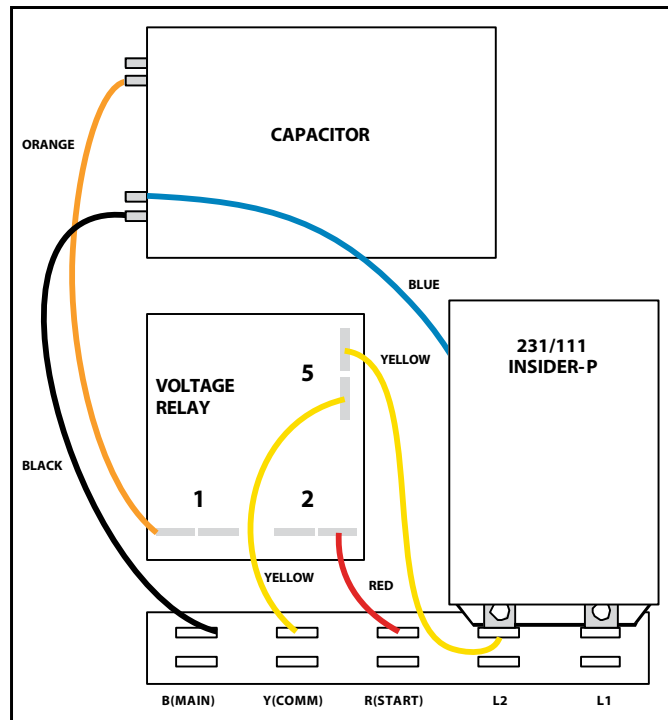 CAPACITOR
ORANGE
BLUE
231/111
INSIDER-P
YELLOW
5
VOLTAGE
RELAY
BLACK
1
2
YELLOW
RED
B(MAIN)
Y(COMM)
R(START)
L2
L1